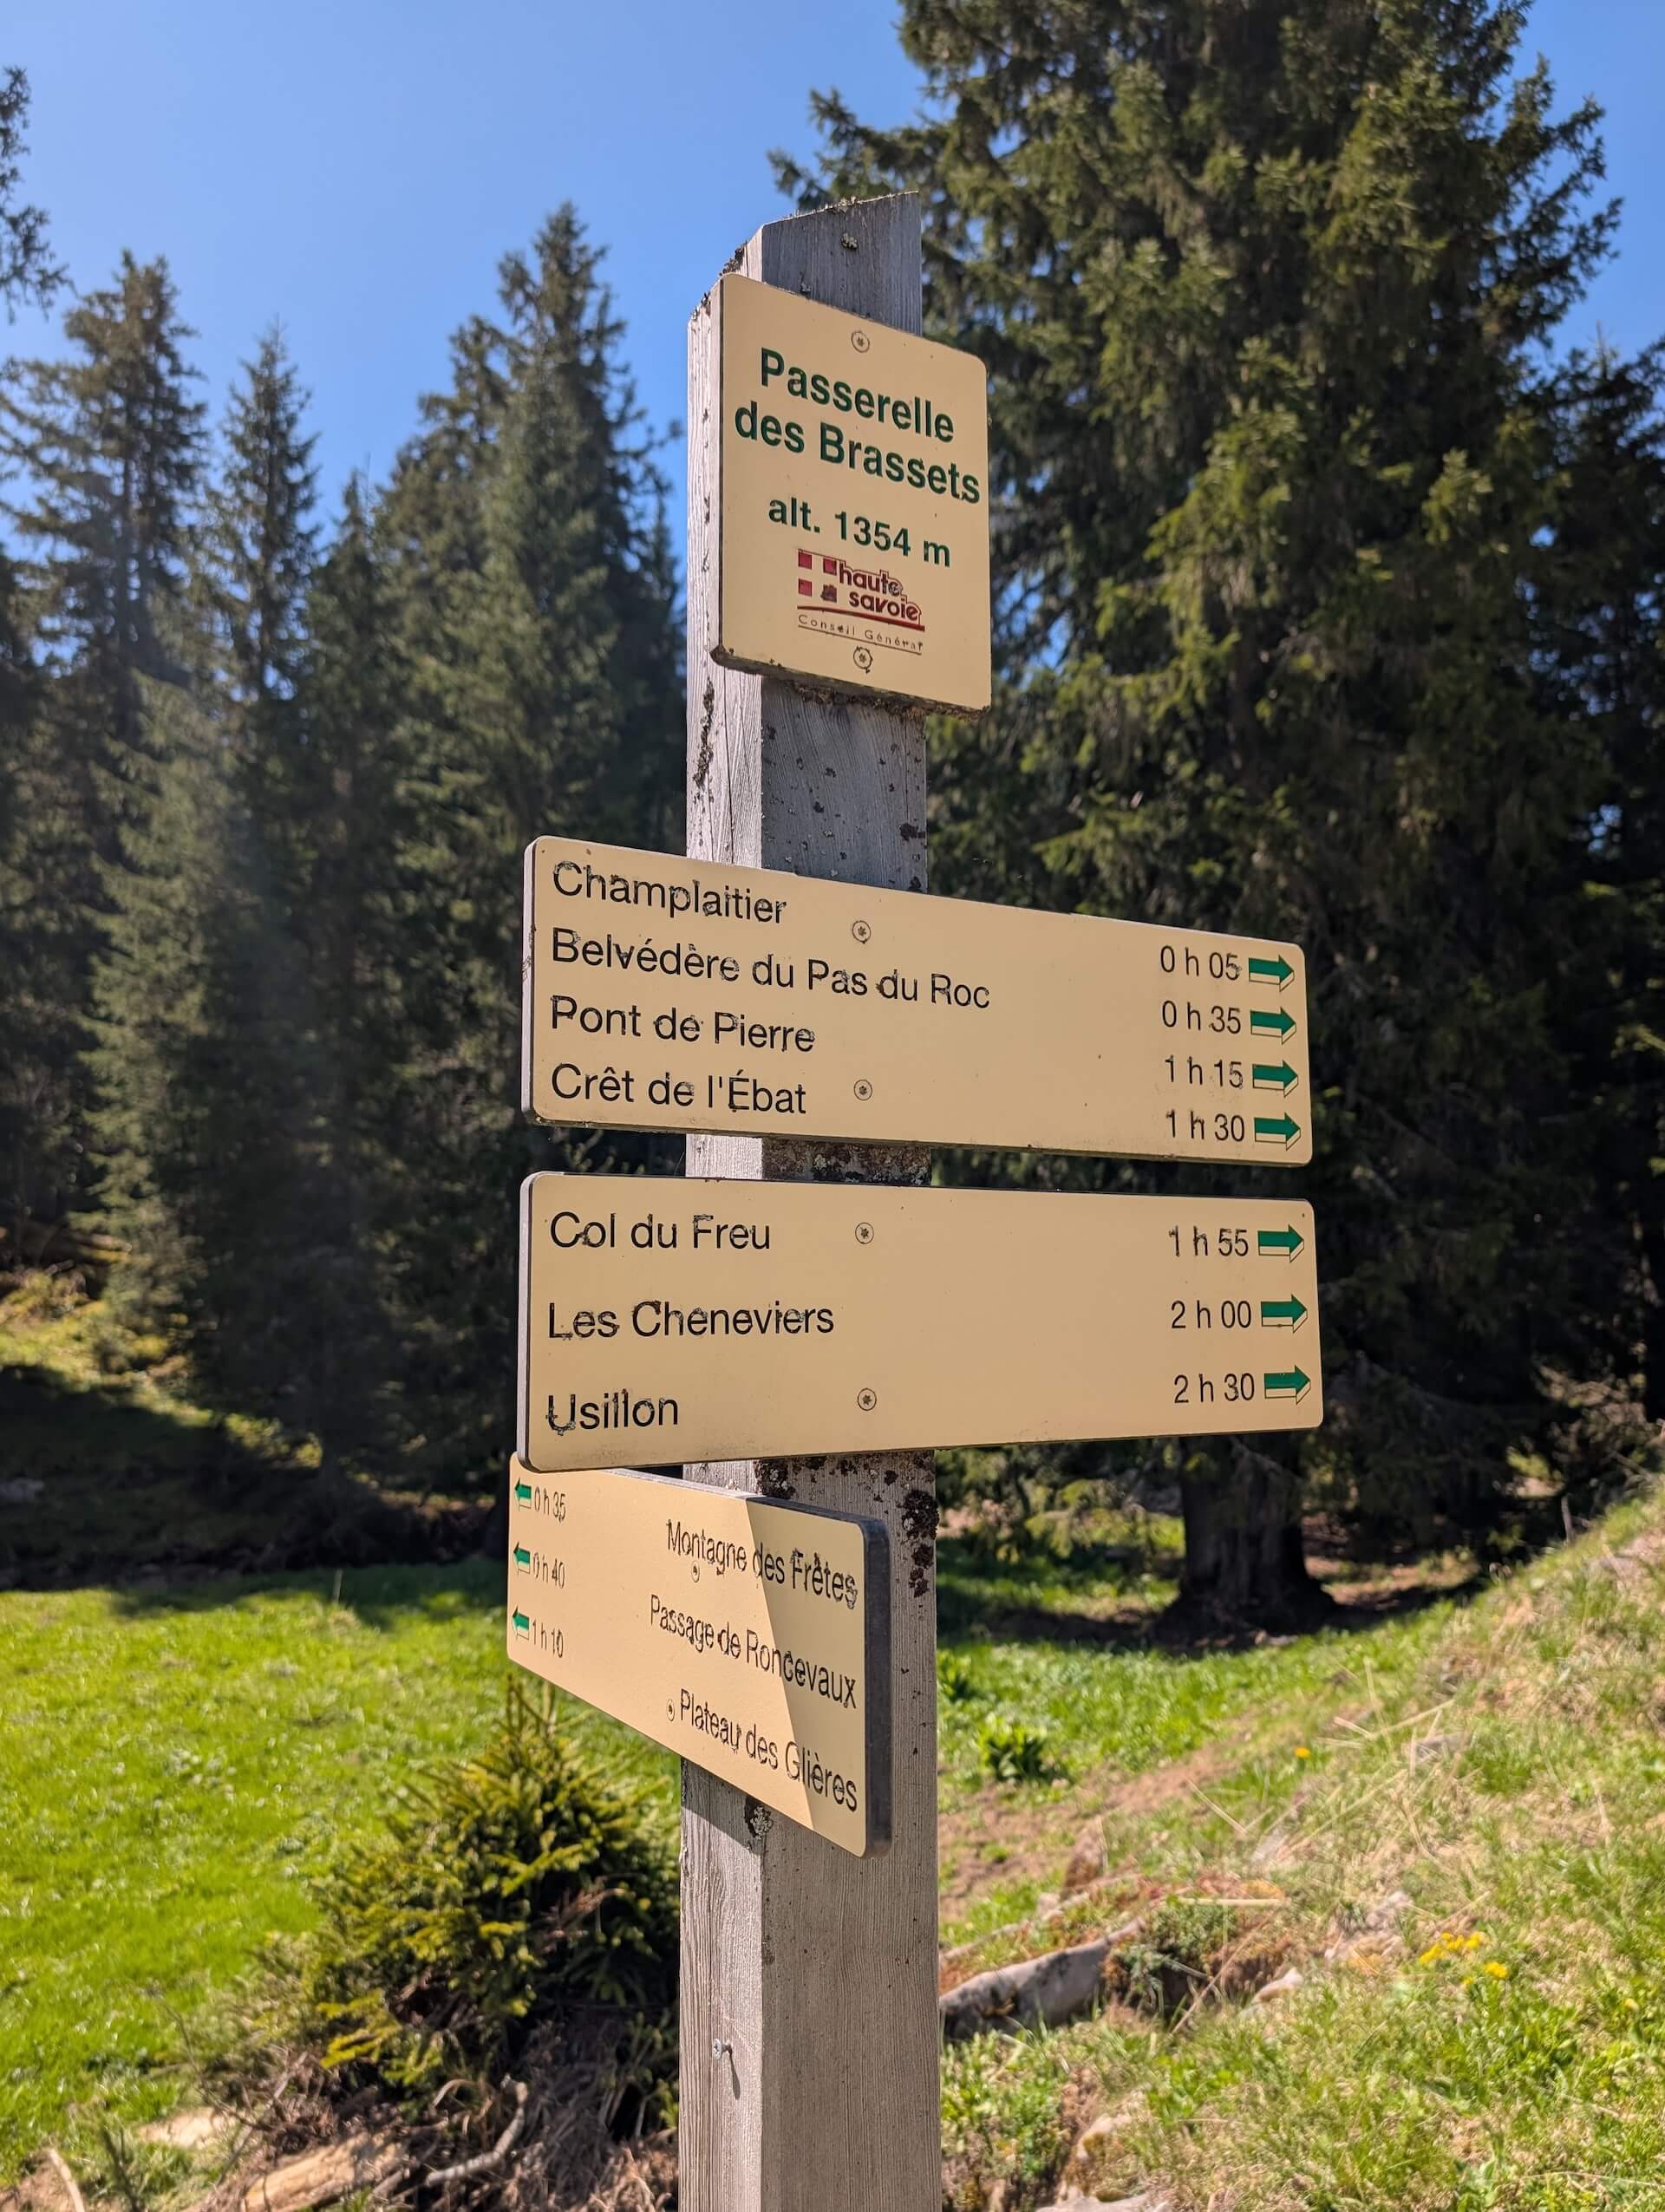 Passerelle
des Brassets
alt. 1354 m
haute
savoie
Conseil Général
Champlaitier 0 h 05
Belvédère du Pas du Roc 0 h 35
Pont de Pierre 1 h 15
Crêt de l'Ébat 1 h 30
Col du Freu 1 h 55
Les Cheneviers 2 h 00
Usillon 2 h 30
0 h 35 Montagne des Frêtes
0 h 40 Passage de Roncevaux
1 h 10 Plateau des Glières